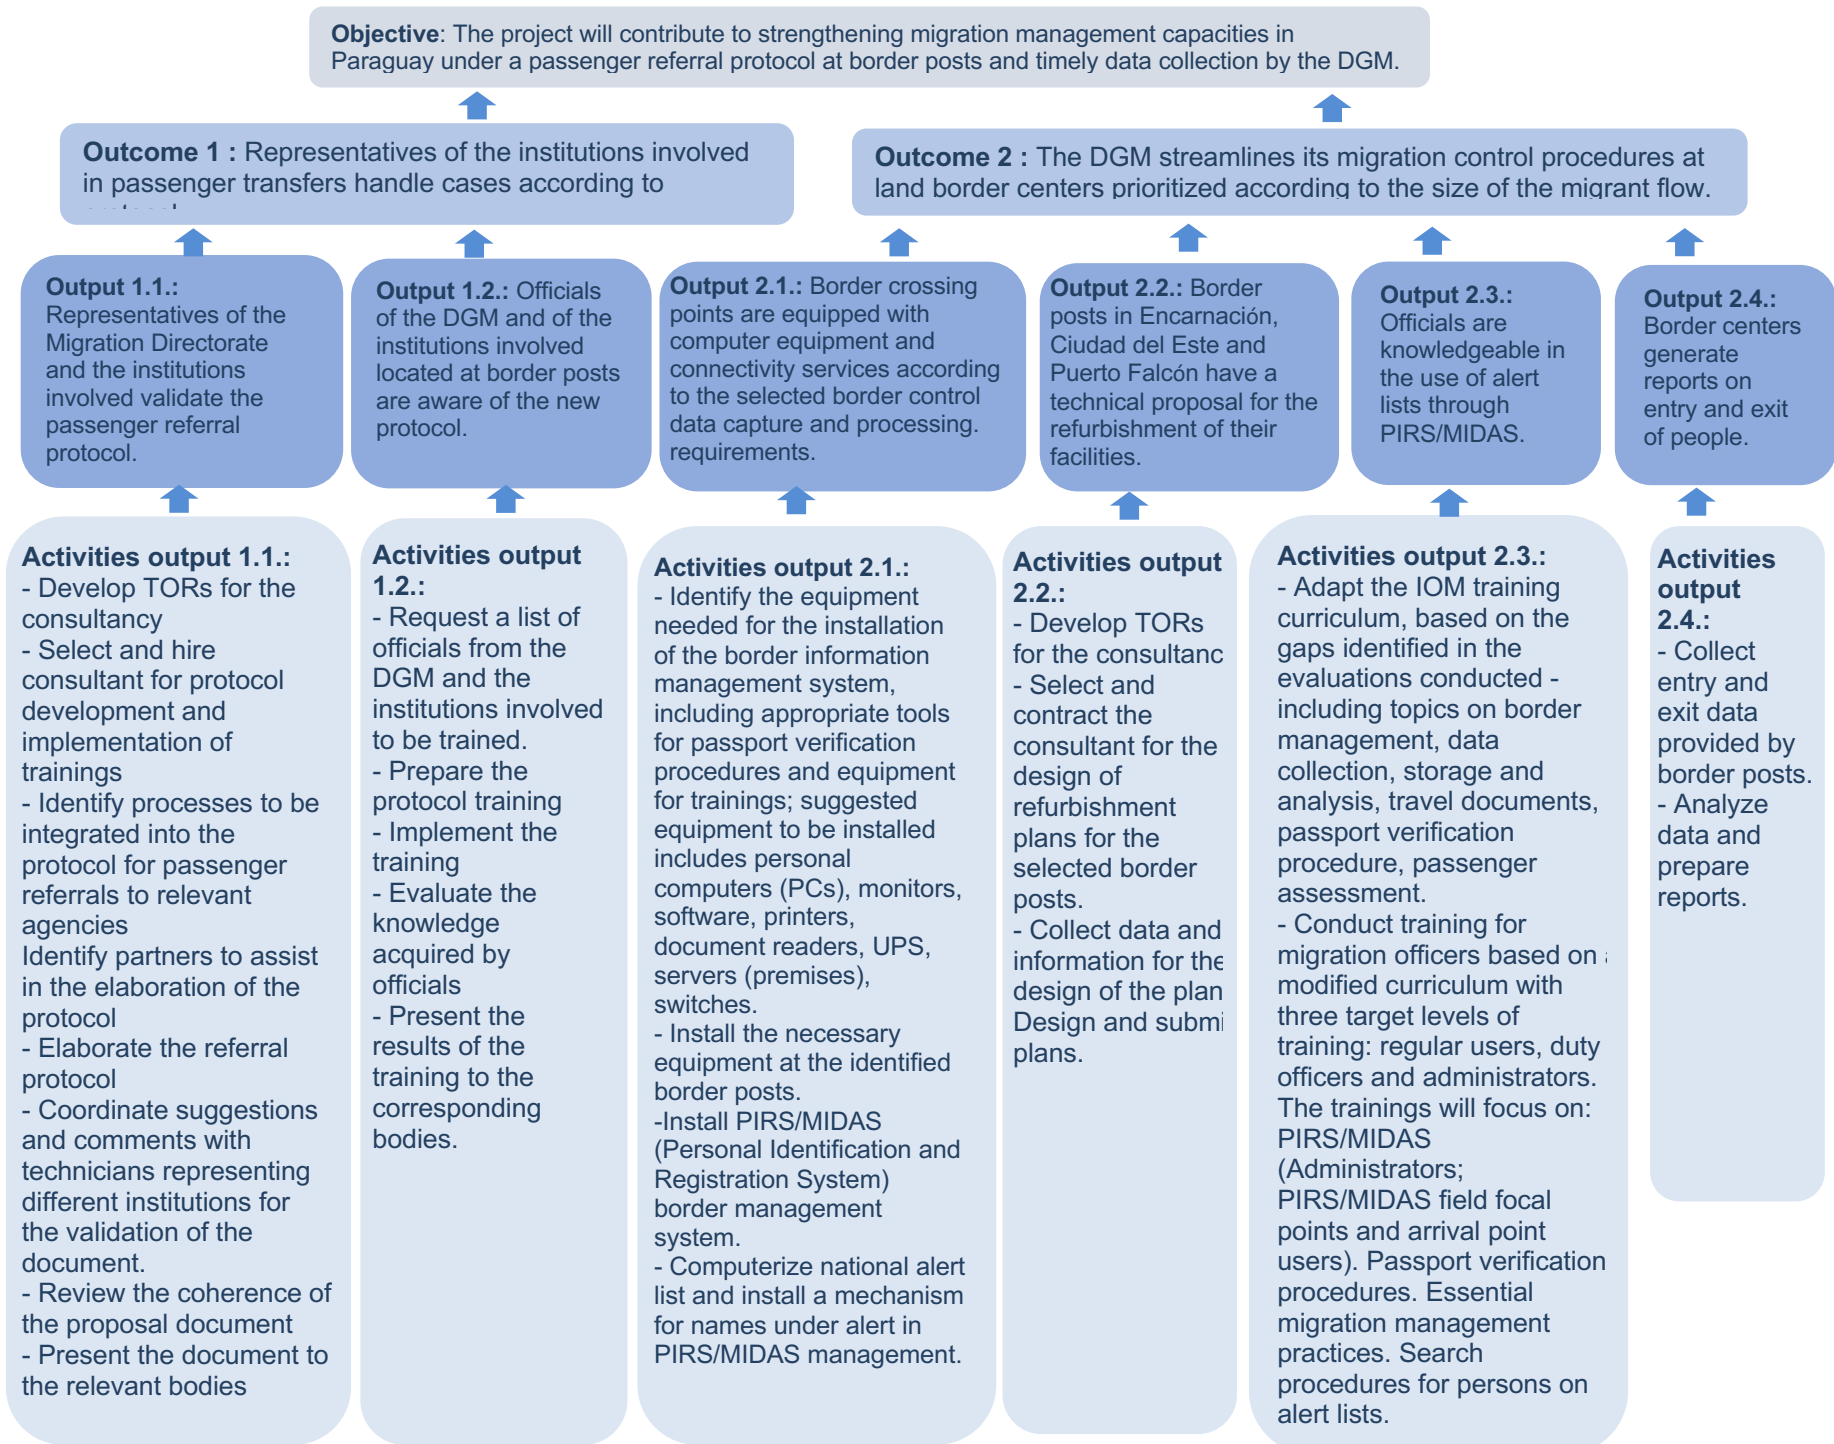 Objective: The project will contribute to strengthening migration management capacities in
Paraguay under a passenger referral protocol at border posts and timely data collection by the DGM.
Outcome 1 : Representatives of the institutions involved
in passenger transfers handle cases according to
Outcome 2 : The DGM streamlines its migration control procedures at
land border centers prioritized according to the size of the migrant flow.
Output 1.1.:
Representatives of the
Migration Directorate
and the institutions
involved validate the
passenger referral
protocol.
Output 1.2.: Officials
of the DGM and of the
institutions involved
located at border posts
are aware of the new
protocol.
Output 2.1.: Border crossing
points are equipped with
computer equipment and
connectivity services according
to the selected border control
data capture and processing.
requirements.
Output 2.2.: Border
posts in Encarnación,
Ciudad del Este and
Puerto Falcón have a
technical proposal for the
refurbishment of their
facilities.
Output 2.3.:
Officials are
knowledgeable in
the use of alert
lists through
PIRS/MIDAS.
Output 2.4.:
Border centers
generate
reports on
entry and exit
of people.
Activities output 1.1.:
- Develop TORs for the
consultancy
- Select and hire
consultant for protocol
development and
implementation of
trainings
- Identify processes to be
integrated into the
protocol for passenger
referrals to relevant
agencies
Identify partners to assist
in the elaboration of the
protocol
- Elaborate the referral
protocol
- Coordinate suggestions
and comments with
technicians representing
different institutions for
the validation of the
document.
- Review the coherence of
the proposal document
- Present the document to
the relevant bodies
Activities output
1.2.:
- Request a list of
officials from the
DGM and the
institutions involved
to be trained.
- Prepare the
protocol training
- Implement the
training
- Evaluate the
knowledge
acquired by
officials
- Present the
results of the
training to the
corresponding
bodies.
Activities output 2.1.:
- Identify the equipment
needed for the installation
of the border information
management system,
including appropriate tools
for passport verification
procedures and equipment
for trainings; suggested
equipment to be installed
includes personal
computers (PCs), monitors,
software, printers,
document readers, UPS,
servers (premises),
switches.
- Install the necessary
equipment at the identified
border posts.
-Install PIRS/MIDAS
(Personal Identification and
Registration System)
border management
system.
- Computerize national alert
list and install a mechanism
for names under alert in
PIRS/MIDAS management.
Activities output
2.2.:
- Develop TORs
for the consultanc
- Select and
contract the
consultant for the
design of
refurbishment
plans for the
selected border
posts.
- Collect data and
information for the
design of the plan
Design and submi
plans.
Activities output 2.3.:
- Adapt the IOM training
curriculum, based on the
gaps identified in the
evaluations conducted -
including topics on border
management, data
collection, storage and
analysis, travel documents,
passport verification
procedure, passenger
assessment.
- Conduct training for
migration officers based on
modified curriculum with
three target levels of
training: regular users, duty
officers and administrators.
The trainings will focus on:
PIRS/MIDAS
(Administrators;
PIRS/MIDAS field focal
points and arrival point
users). Passport verification
procedures. Essential
migration management
practices. Search
procedures for persons on
alert lists.
Activities
output
2.4.:
- Collect
entry and
exit data
provided by
border posts.
- Analyze
data and
prepare
reports.